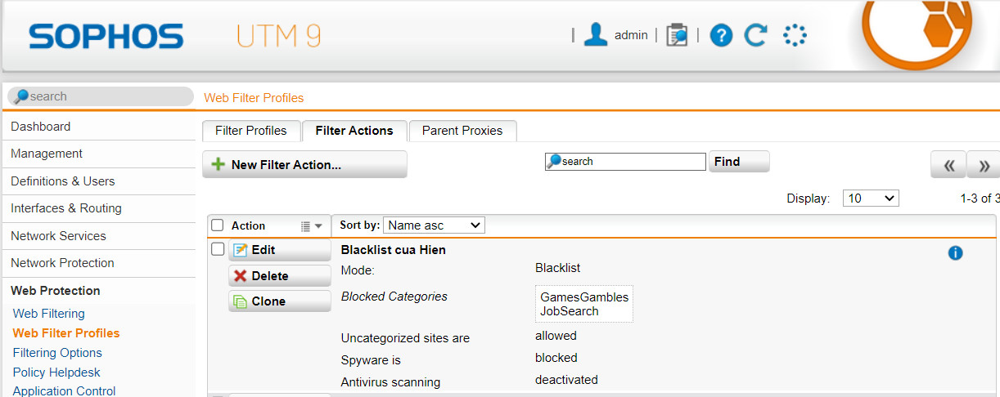 SOPHOS UTM 9
| admin | |
search
Web Filter Profiles
Dashboard
Management
Definitions & Users
Interfaces & Routing
Network Services
Network Protection
Web Protection
Web Filtering
Web Filter Profiles
Filtering Options
Policy Helpdesk
Application Control
Filter Profiles Filter Actions Parent Proxies
New Filter Action... search Find « »
Display: 10 1-3 of 3
Action Sort by: Name asc
Edit
Delete
Clone
Blacklist cua Hien
Mode: Blacklist
Blocked Categories GamesGambles
JobSearch
Uncategorized sites are allowed
Spyware is blocked
Antivirus scanning deactivated